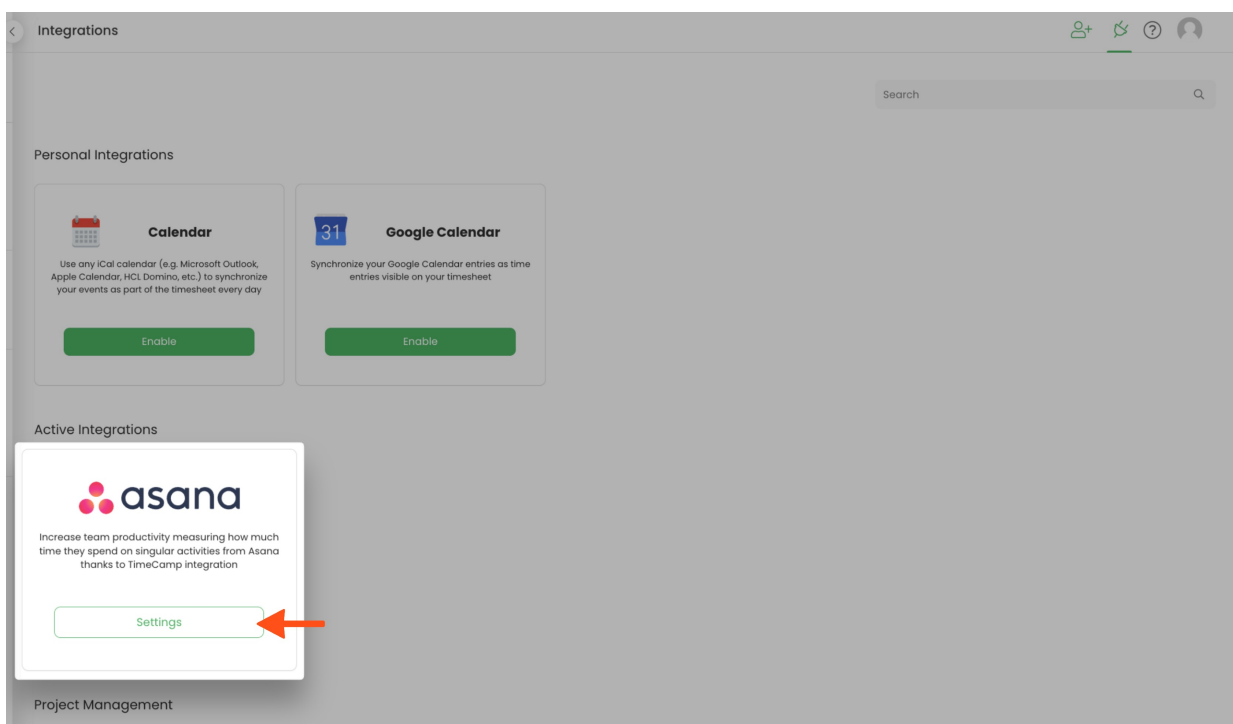 Integrations
Search
Personal Integrations
31
Calendar
Use any iCal calendar (e.g. Microsoft Outlook,
Apple Calendar, HCL Domino, etc.) to synchronize
your events as part of the timesheet every day
Enable
Google Calendar
Synchronize your Google Calendar entries as time
entries visible on your timesheet
Enable
Active Integrations
asana
Increase team productivity measuring how much
time they spend on singular activities from Asana
thanks to TimeCamp integration
Settings
Project Management